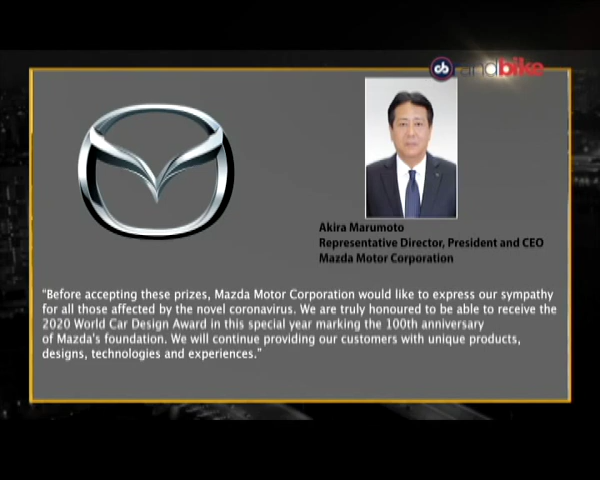 carandbike
Akira Marumoto
Representative Director, President and CEO
Mazda Motor Corporation
“Before accepting these prizes, Mazda Motor Corporation would like to express our sympathy
for all those affected by the novel coronavirus. We are truly honoured to be able to receive the
2020 World Car Design Award in this special year marking the 100th anniversary
of Mazda's foundation. We will continue providing our customers with unique products,
designs, technologies and experiences.”